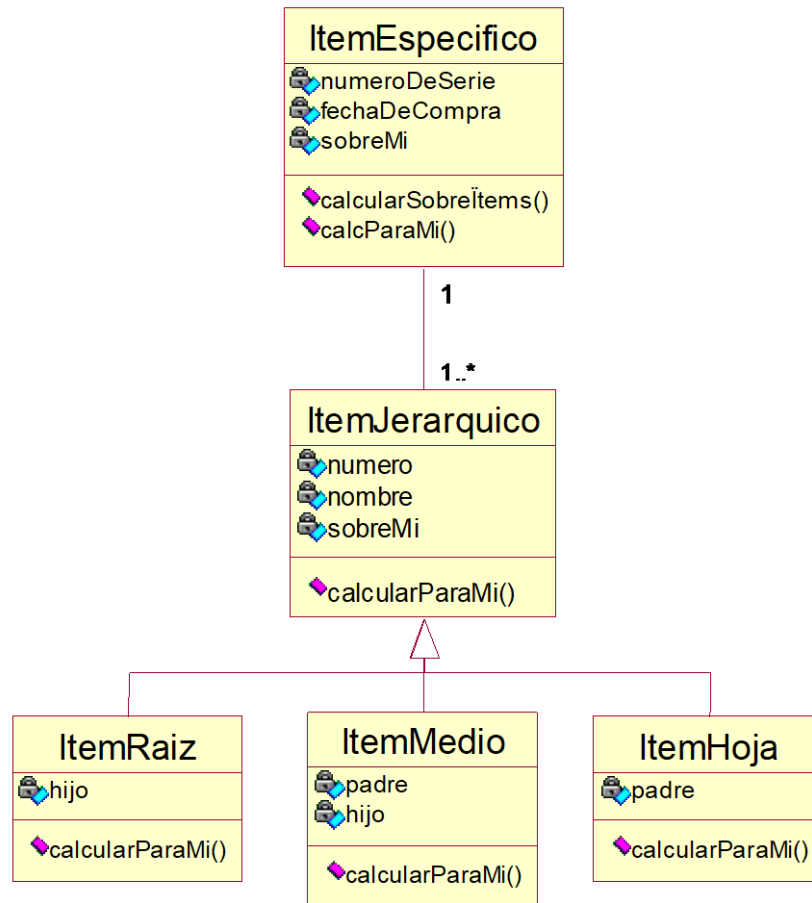 ItemEspecifico
numeroDeSerie
fechaDeCompra
sobreMi
calcularSobreÏtems()
calcParaMi()
1
1..*
ItemJerarquico
numero
nombre
sobreMi
calcularParaMi()
ItemRaiz
hijo
calcularParaMi()
ItemMedio
padre
hijo
calcularParaMi()
ItemHoja
padre
calcularParaMi()